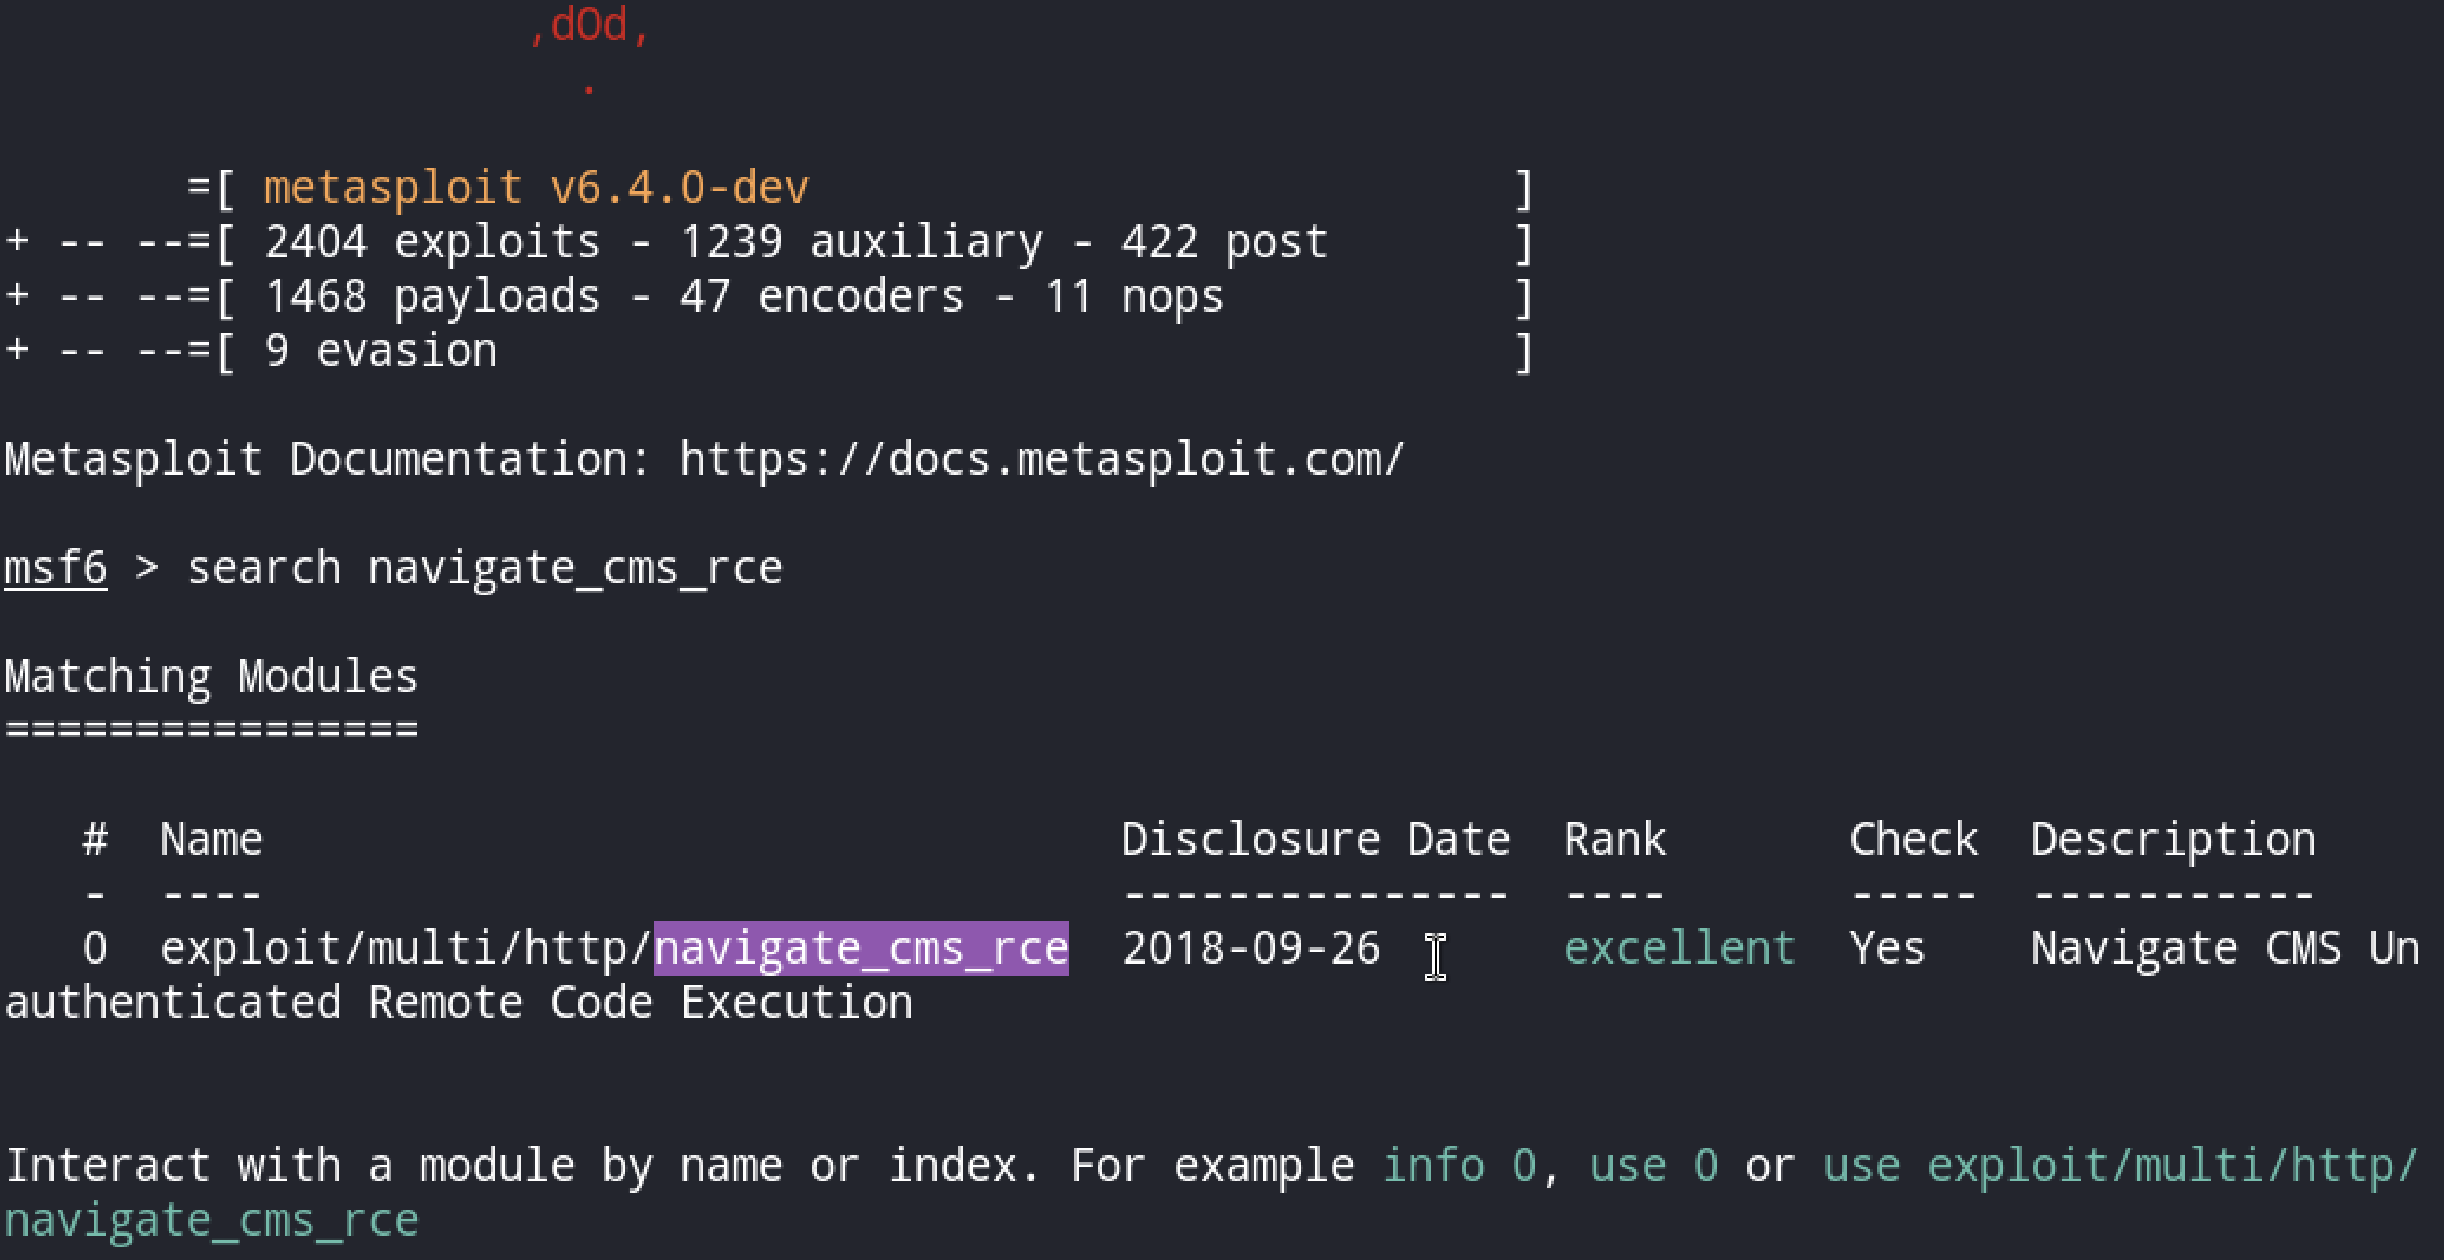 ,dOd,
.
=[ metasploit v6.4.0-dev ]
+ -- --=[ 2404 exploits - 1239 auxiliary - 422 post ]
+ -- --=[ 1468 payloads - 47 encoders - 11 nops ]
+ -- --=[ 9 evasion ]
Metasploit Documentation: https://docs.metasploit.com/
msf6 > search navigate_cms_rce
Matching Modules
================
# Name Disclosure Date Rank Check Description
- ---- --------------- ---- ----- -----------
0 exploit/multi/http/navigate_cms_rce 2018-09-26 excellent Yes Navigate CMS Un
authenticated Remote Code Execution
Interact with a module by name or index. For example info 0, use 0 or use exploit/multi/http/
navigate_cms_rce